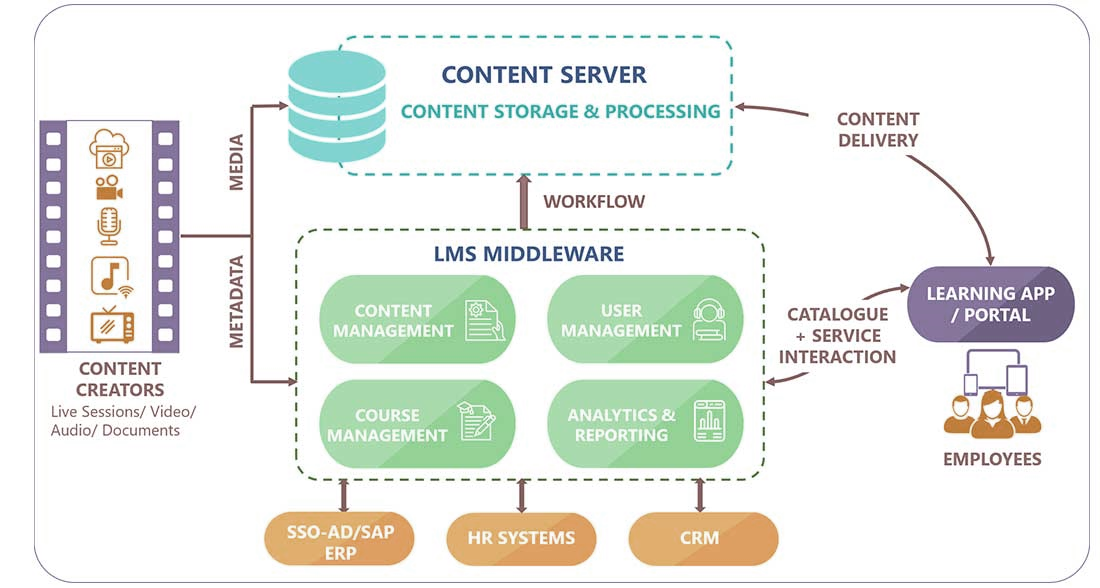 CONTENT SERVER
CONTENT STORAGE & PROCESSING
CONTENT
DELIVERY
MEDIA
METADATA
CONTENT
CREATORS
Live Sessions/ Video/
Audio/ Documents
WORKFLOW
LMS MIDDLEWARE
CONTENT
MANAGEMENT
USER
MANAGEMENT
COURSE
MANAGEMENT
ANALYTICS &
REPORTING
CATALOGUE
+ SERVICE
INTERACTION
LEARNING APP
/ PORTAL
EMPLOYEES
SSO-AD/SAP
ERP
HR SYSTEMS
CRM